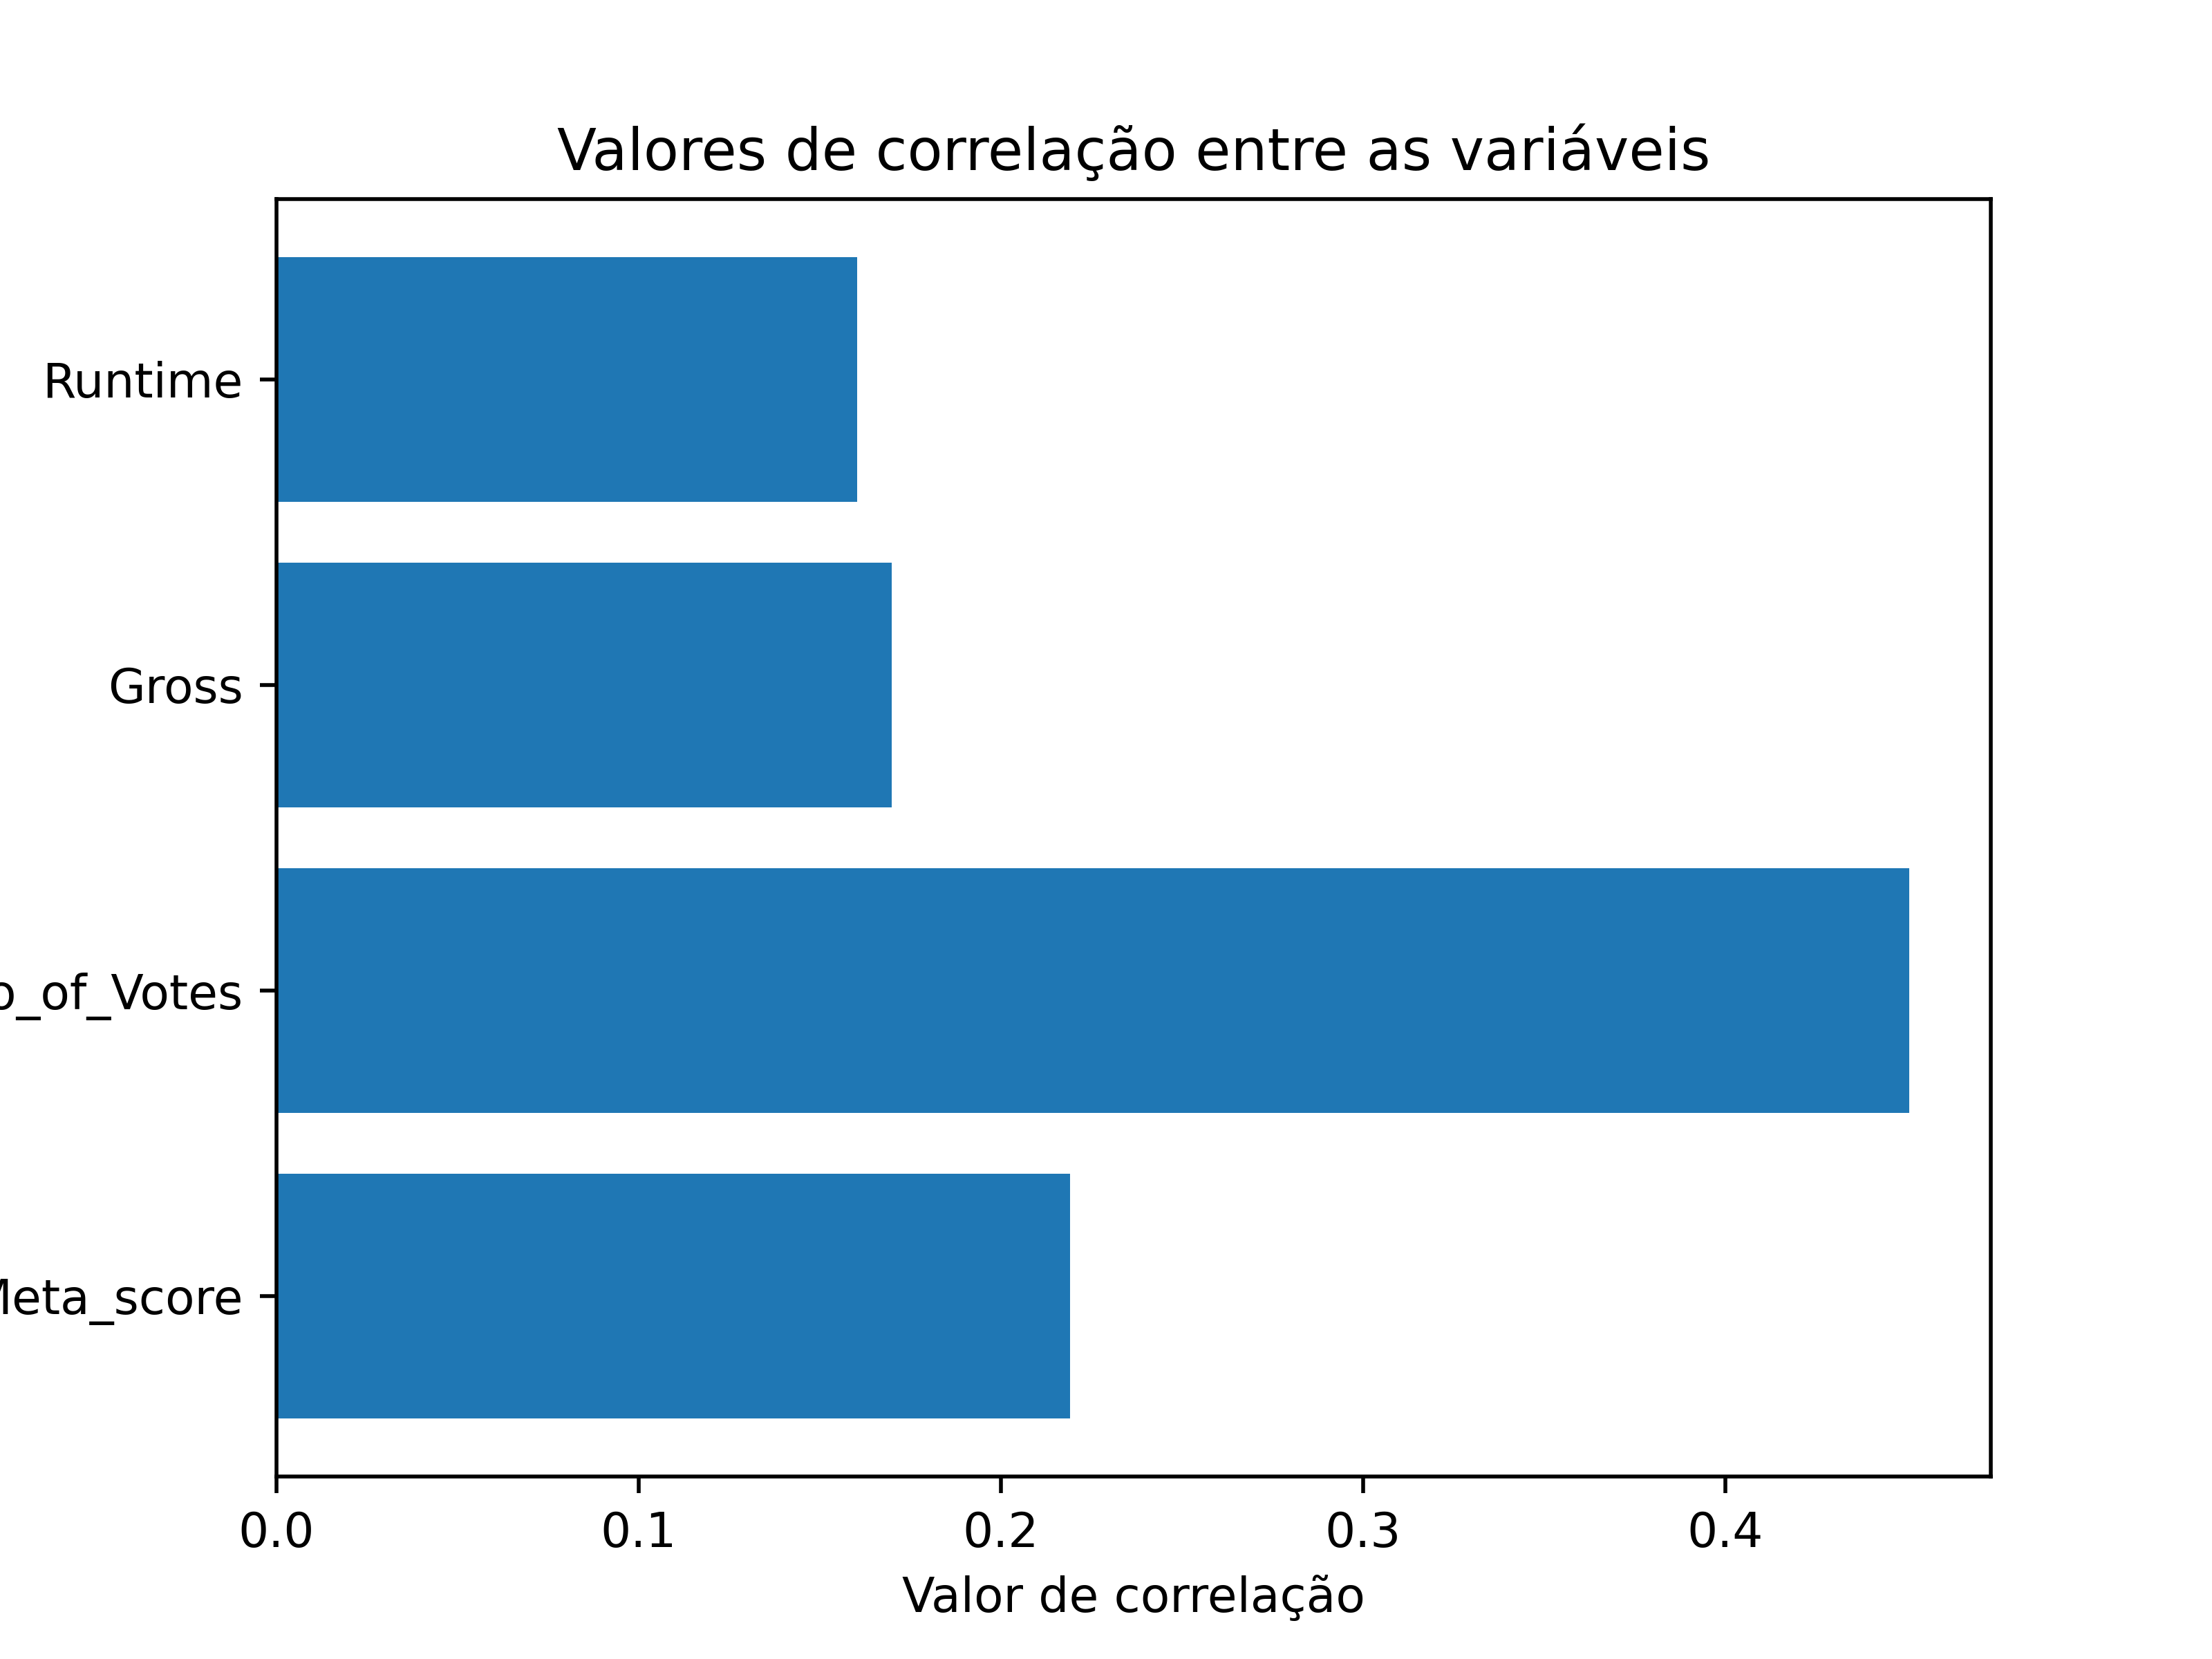 Valores de correlação entre as variáveis
Runtime
Gross
o_of_Votes
Meta_score
0.0 0.1 0.2 0.3 0.4
Valor de correlação